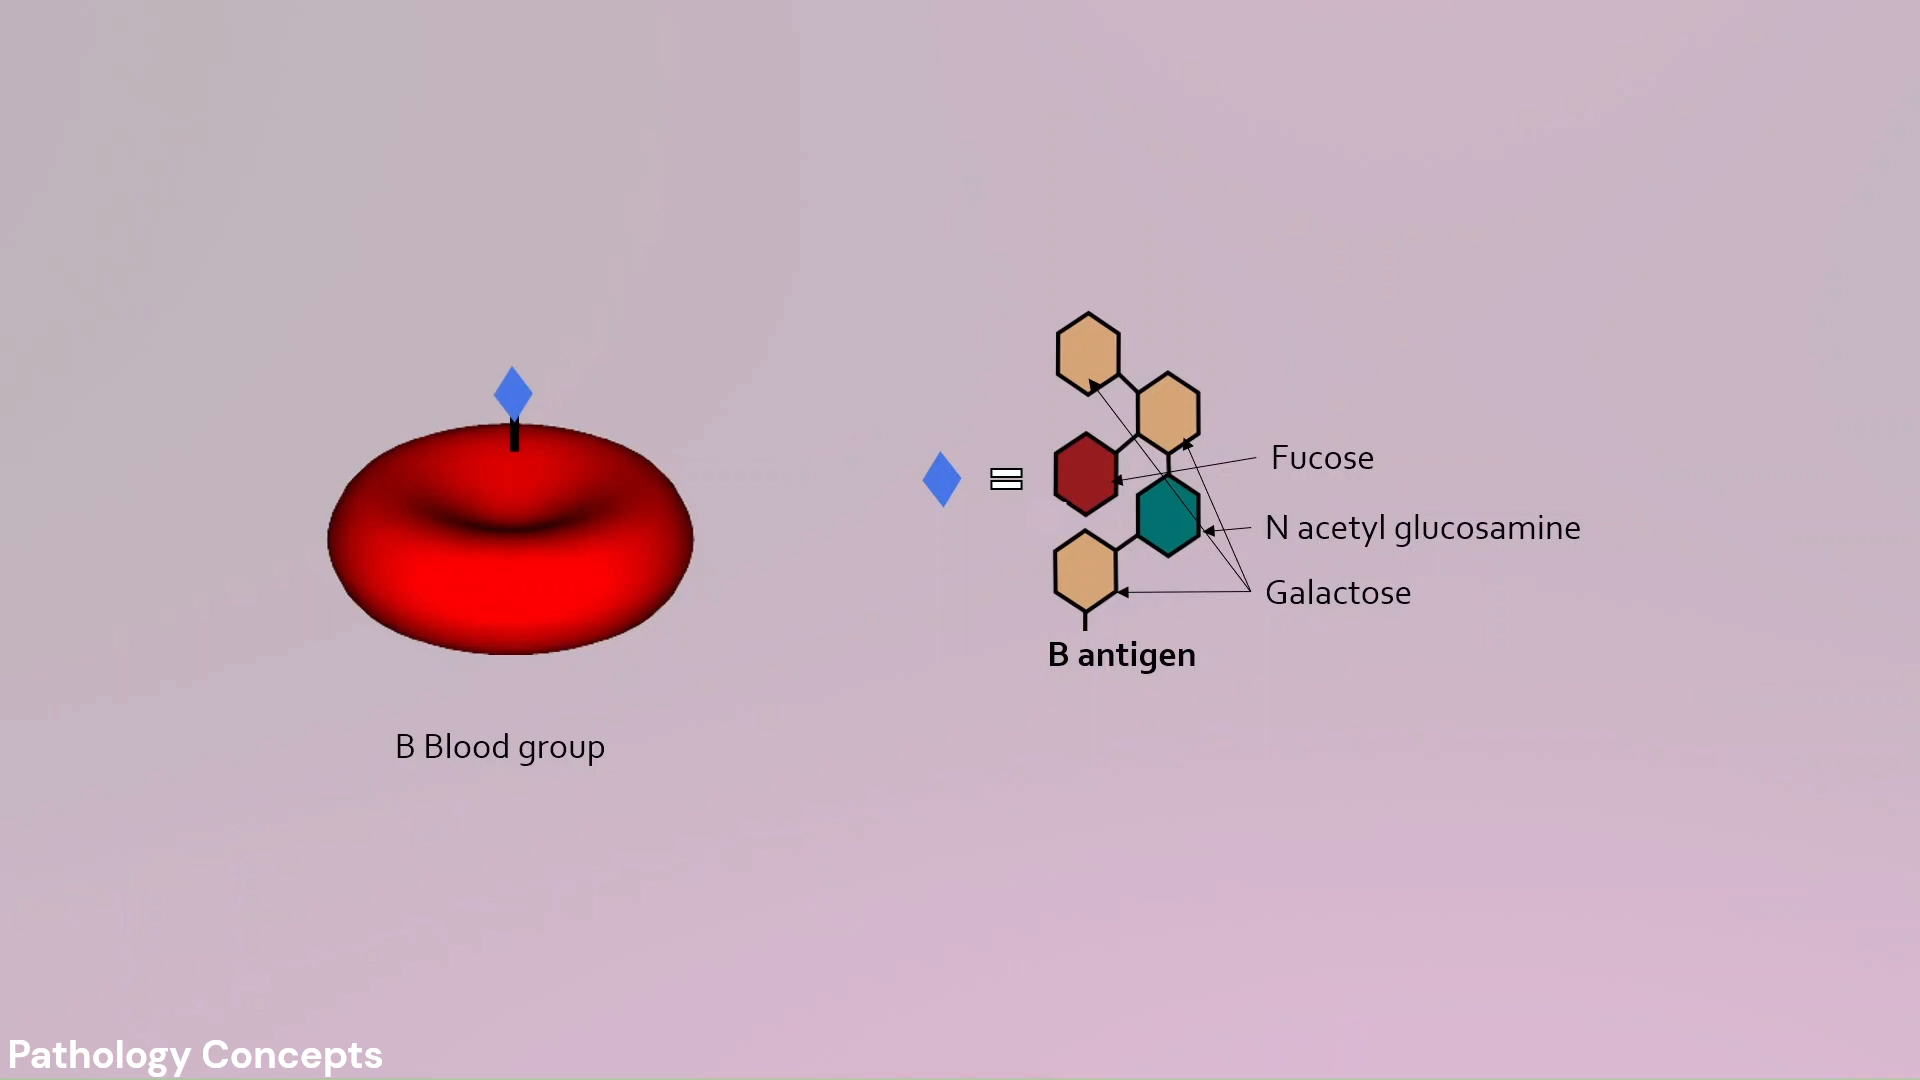 Fucose
N acetyl glucosamine
Galactose
B antigen
B Blood group
Pathology Concepts